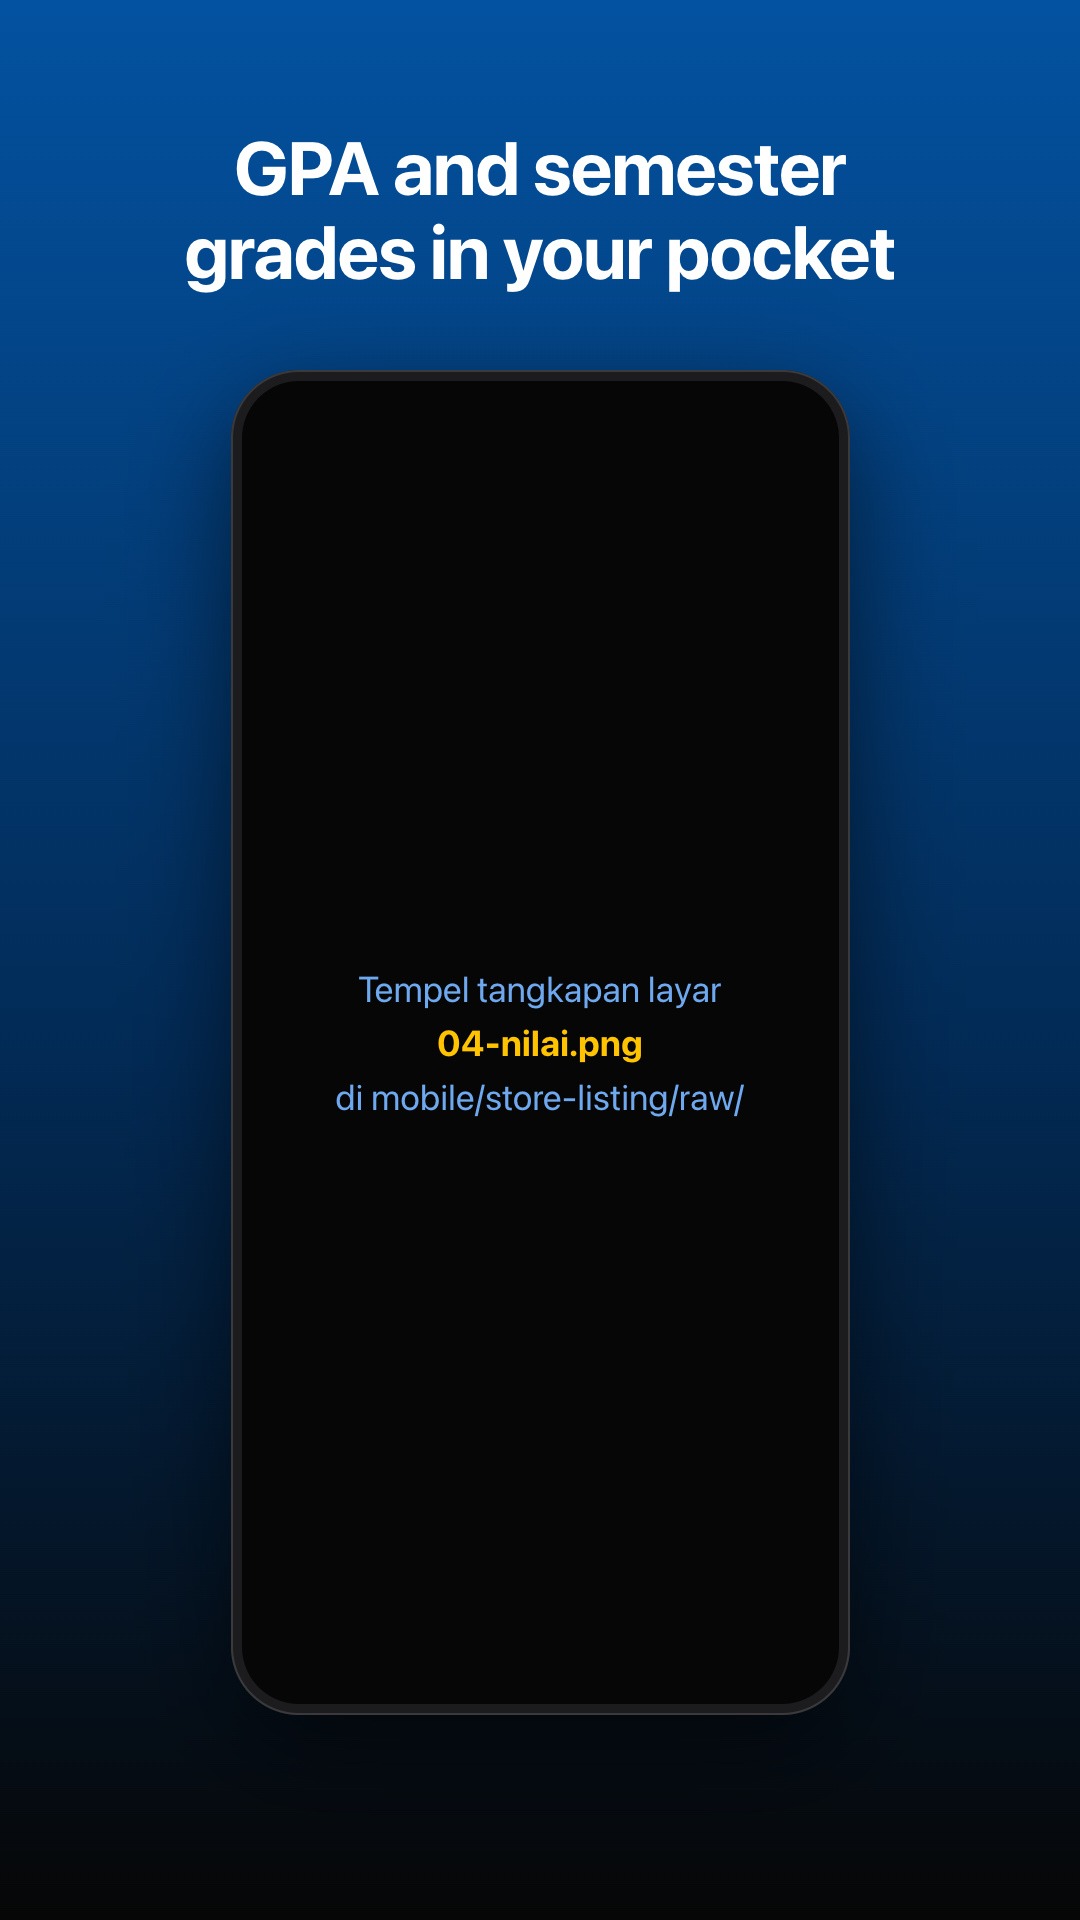 GPA and semester
grades in your pocket
Tempel tangkapan layar
04-nilai.png
di mobile/store-listing/raw/